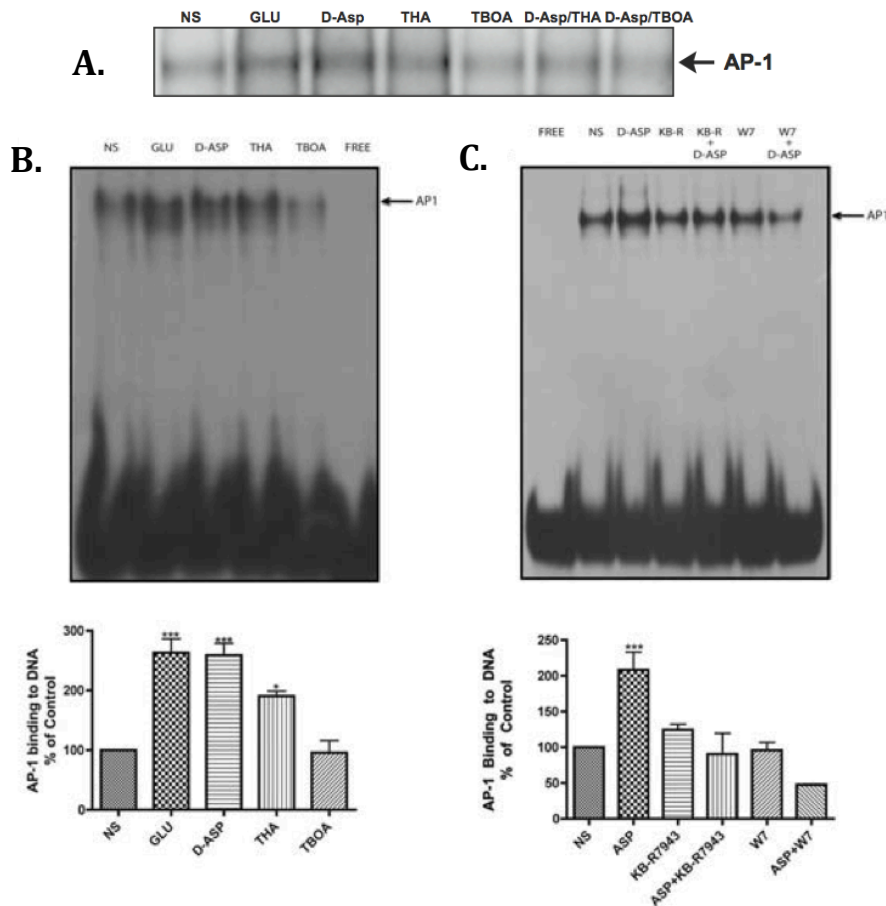 NS GLU D-Asp THA TBOA D-Asp/THA D-Asp/TBOA
A.
AP-1
B.
NS GLU D-ASP THA TBOA FREE
AP1
300
200
100
0
AP-1 binding to DNA
% of Control
***
***
*
NS
GLU
D-ASP
THA
TBOA
C.
FREE NS D-ASP KB-R KB-R + D-ASP W7 W7 + D-ASP
AP1
250
200
150
100
50
0
AP-1 Binding to DNA
% of Control
***
NS
ASP
KB-R7943
ASP+KB-R7943
W7
ASP+W7